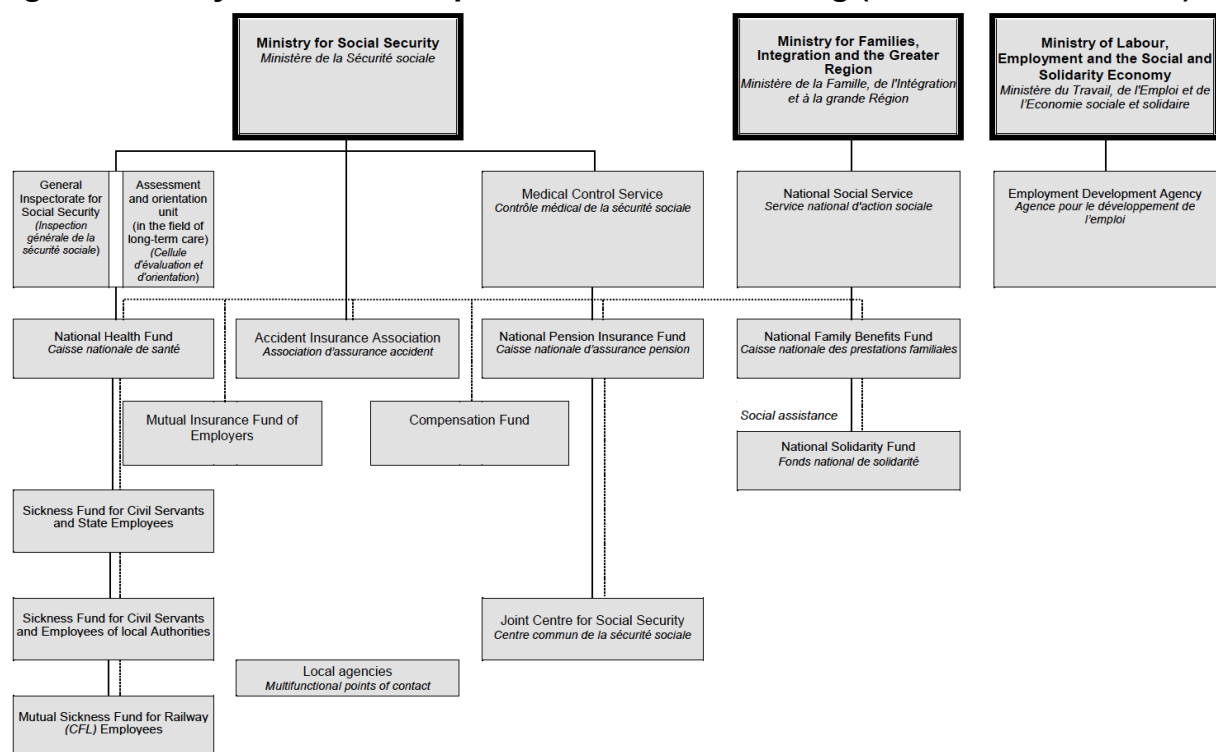 Ministry for Social Security
Ministère de la Sécurité sociale
Ministry for Families,
Integration and the Greater
Region
Ministère de la Famille, de l'Intégration
et à la grande Région
Ministry of Labour,
Employment and the Social and
Solidarity Economy
Ministère du Travail, de l'Emploi et de
l'Economie sociale et solidaire
General
Inspectorate for
Social Security
(Inspection
générale de la
sécurité sociale)
Assessment
and orientation
unit
(in the field of
long-term care)
(Cellule
d'évaluation et
d'orientation)
Medical Control Service
Contrôle médical de la sécurité sociale
National Social Service
Service national d'action sociale
Employment Development Agency
Agence pour le développement de
l'emploi
National Health Fund
Caisse nationale de santé
Accident Insurance Association
Association d'assurance accident
National Pension Insurance Fund
Caisse nationale d'assurance pension
National Family Benefits Fund
Caisse nationale des prestations familiales
Mutual Insurance Fund of
Employers
Compensation Fund
Social assistance
National Solidarity Fund
Fonds national de solidarité
Sickness Fund for Civil Servants
and State Employees
Sickness Fund for Civil Servants
and Employees of local Authorities
Joint Centre for Social Security
Centre commun de la sécurité sociale
Local agencies
Multifunctional points of contact
Mutual Sickness Fund for Railway
(CFL) Employees